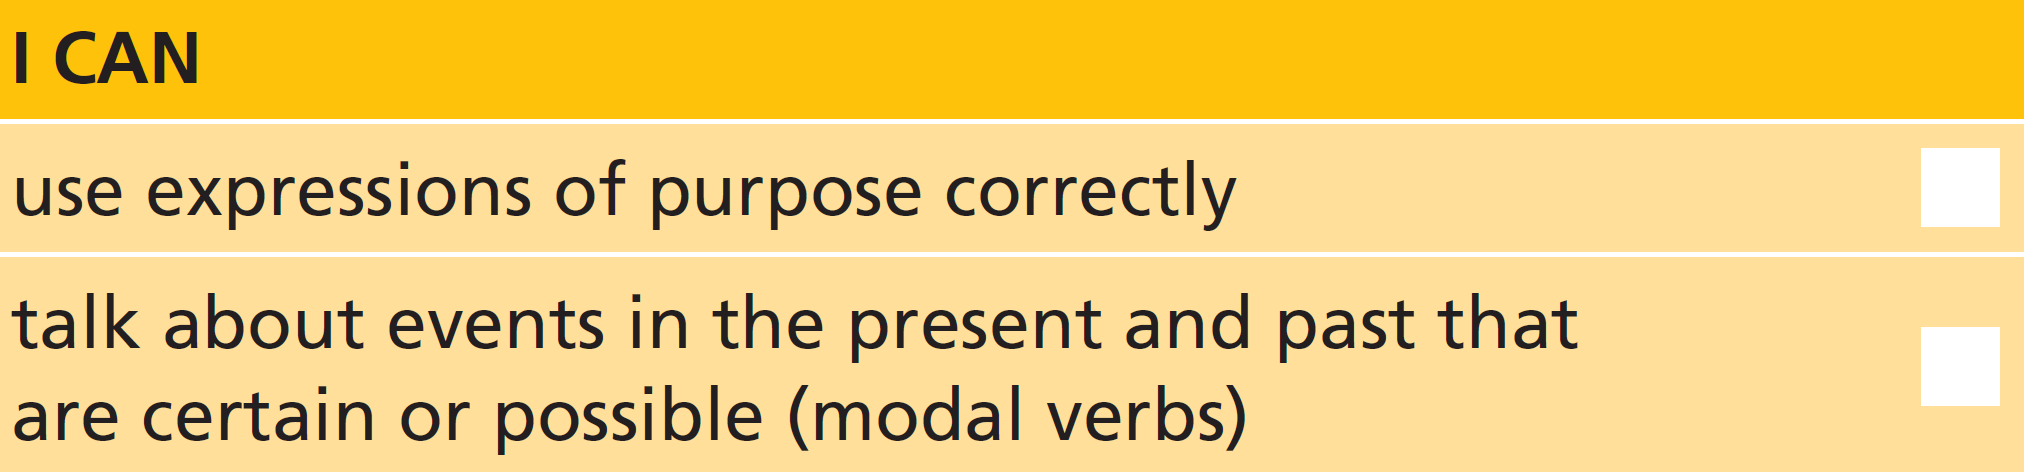 I CAN
use expressions of purpose correctly
talk about events in the present and past that
are certain or possible (modal verbs)